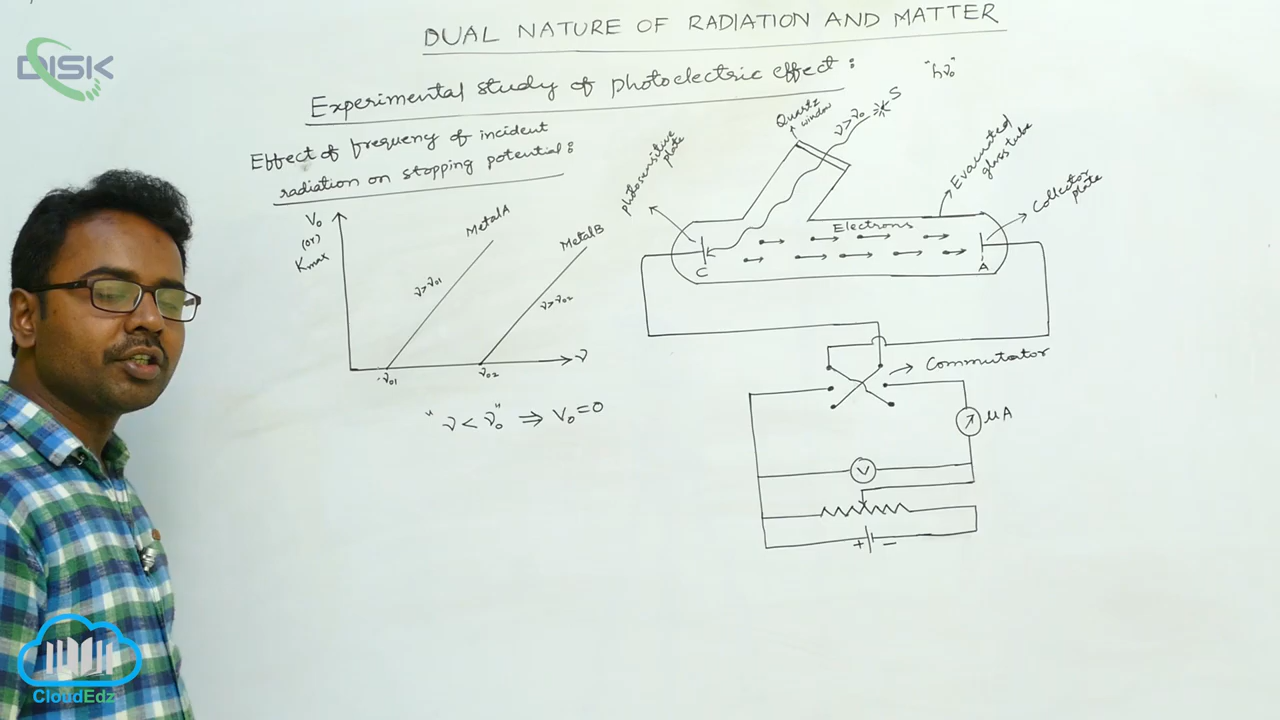 DUAL NATURE OF RADIATION AND MATTER
DISK
Experimental study of photoelectric effect :
"hν₀"
Effect of frequency of incident
radiation on stopping potential :
V₀
(or)
Kmax
Metal A
Metal B
ν>ν₀₁
ν>ν₀₂
ν₀₁
ν₀₂
ν
"ν < ν₀" ⇒ V₀=0
Photosensitive
plate
Quartz
window
ν>ν₀
S
Evacuated
glass tube
Collector
plate
Electrons
C
A
Commutator
μA
V
+
−
CloudEdz